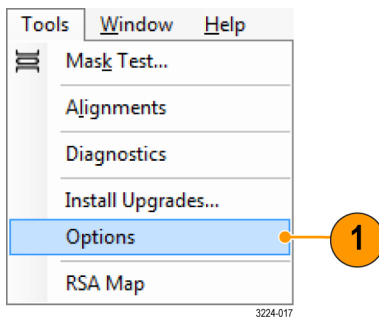 Tools Window Help
Mask Test...
Alignments
Diagnostics
Install Upgrades...
Options
1
RSA Map
3224-017